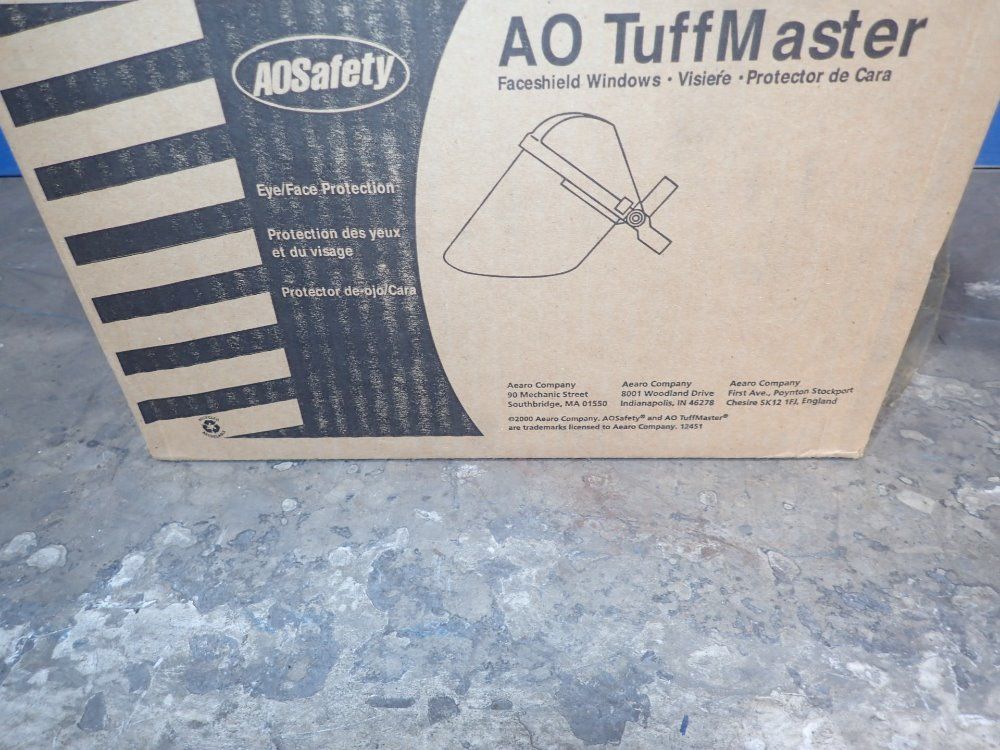 AOSafety®
AO TuffMaster
Faceshield Windows • Visiere • Protector de Cara
Eye/Face Protection
Protection des yeux
et du visage
Protector de ojo/Cara
Aearo Company
90 Mechanic Street
Southbridge, MA 01550
Aearo Company
8001 Woodland Drive
Indianapolis, IN 46278
Aearo Company
First Ave., Poynton Stockport
Chesire SK12 1FJ, England
©2000 Aearo Company. AOSafety® and AO TuffMaster®
are trademarks licensed to Aearo Company. 12451